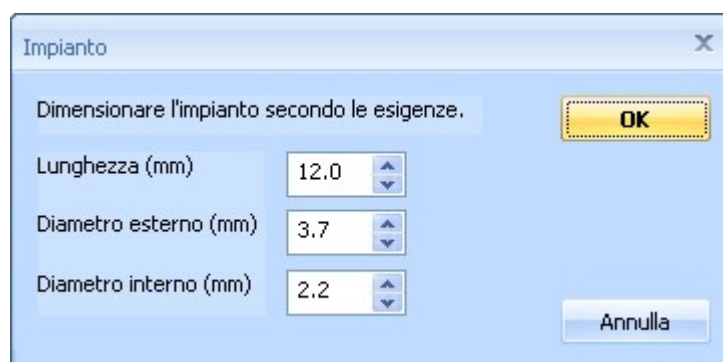 Impianto
Dimensionare l'impianto secondo le esigenze.
OK
Lunghezza (mm) 12.0
Diametro esterno (mm) 3.7
Diametro interno (mm) 2.2
Annulla